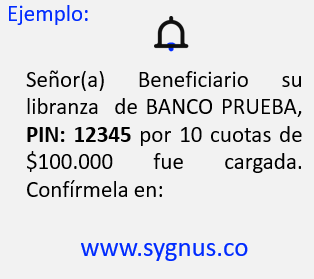 Ejemplo:
Señor(a) Beneficiario su
libranza de BANCO PRUEBA,
PIN: 12345 por 10 cuotas de
$100.000 fue cargada.
Confírmela en:
www.sygnus.co